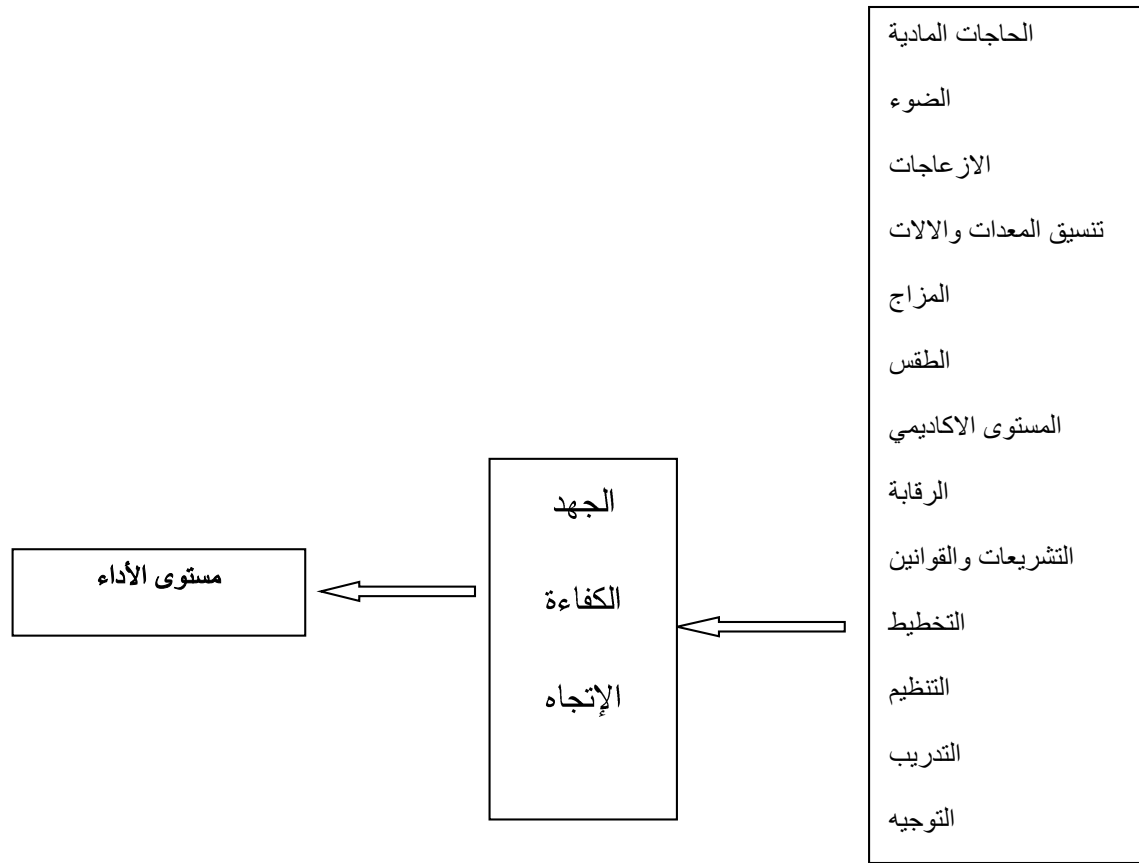 الحاجات المادية
الضوء
الازعاجات
تنسيق المعدات والالات
المزاج
الطقس
المستوى الاكاديمي
الرقابة
التشريعات والقوانين
التخطيط
التنظيم
التدريب
التوجيه
الجهد
الكفاءة
الإتجاه
مستوى الأداء